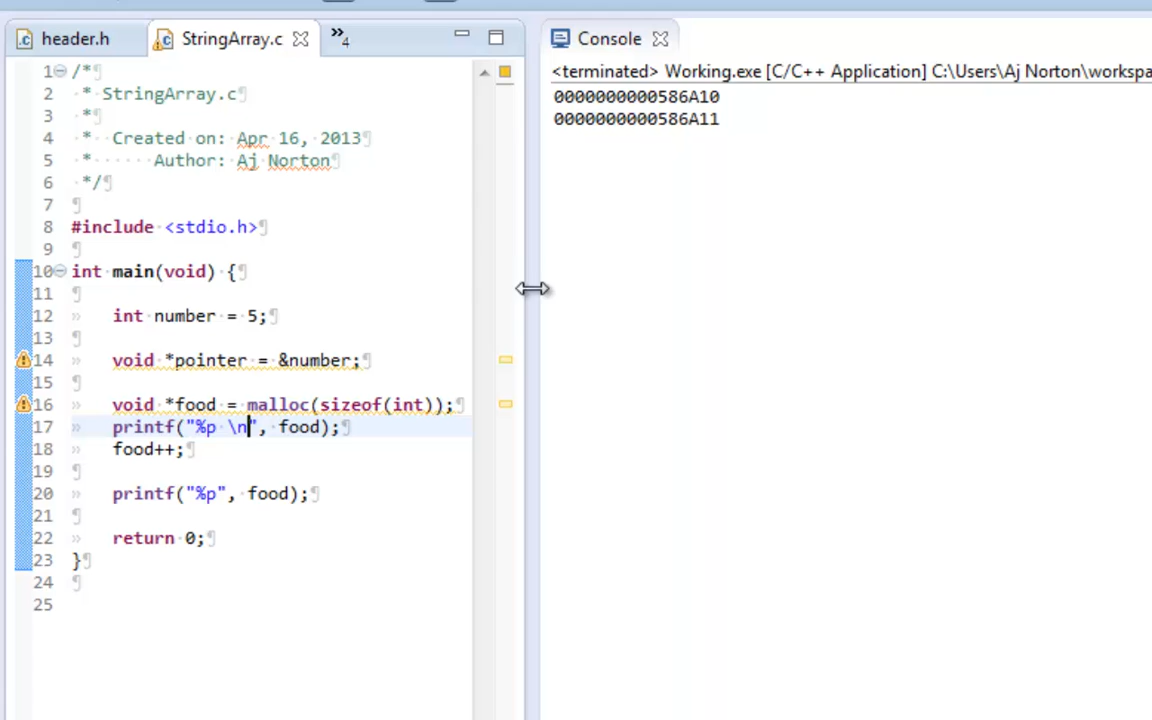 header.h StringArray.c »4
1 /*
2 * StringArray.c
3 *
4 * Created on: Apr 16, 2013
5 * Author: Aj Norton
6 */
7
8 #include <stdio.h>
9
10 int main(void) {
11
12 int number = 5;
13
14 void *pointer = &number;
15
16 void *food = malloc(sizeof(int));
17 printf("%p \n", food);
18 food++;
19
20 printf("%p", food);
21
22 return 0;
23 }
24
25
Console
<terminated> Working.exe [C/C++ Application] C:\Users\Aj Norton\workspa
0000000000586A10
0000000000586A11